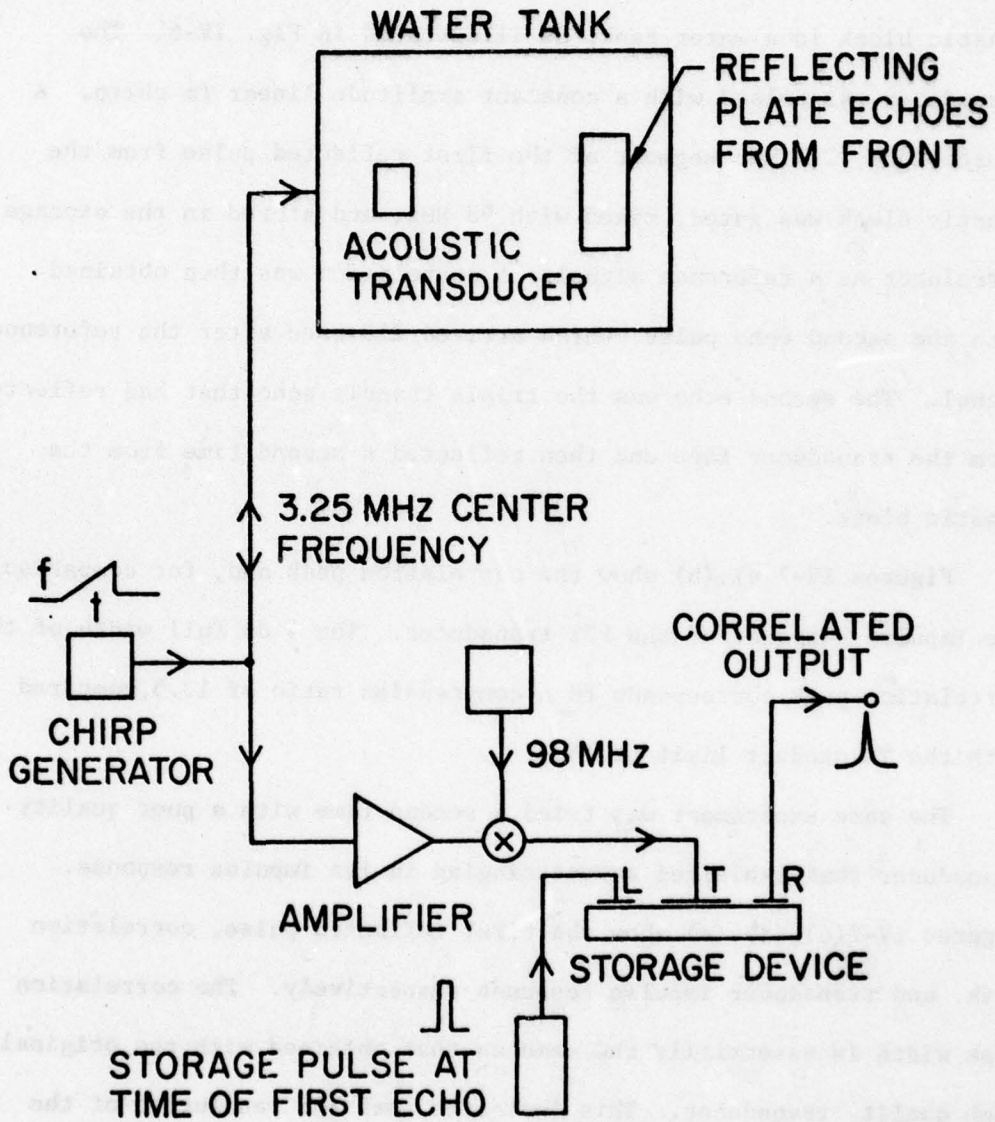 WATER TANK
REFLECTING
PLATE ECHOES
FROM FRONT
ACOUSTIC
TRANSDUCER
3.25 MHz CENTER
FREQUENCY
f
t
CHIRP
GENERATOR
CORRELATED
OUTPUT
98 MHz
AMPLIFIER
L
R
STORAGE DEVICE
STORAGE PULSE AT
TIME OF FIRST ECHO